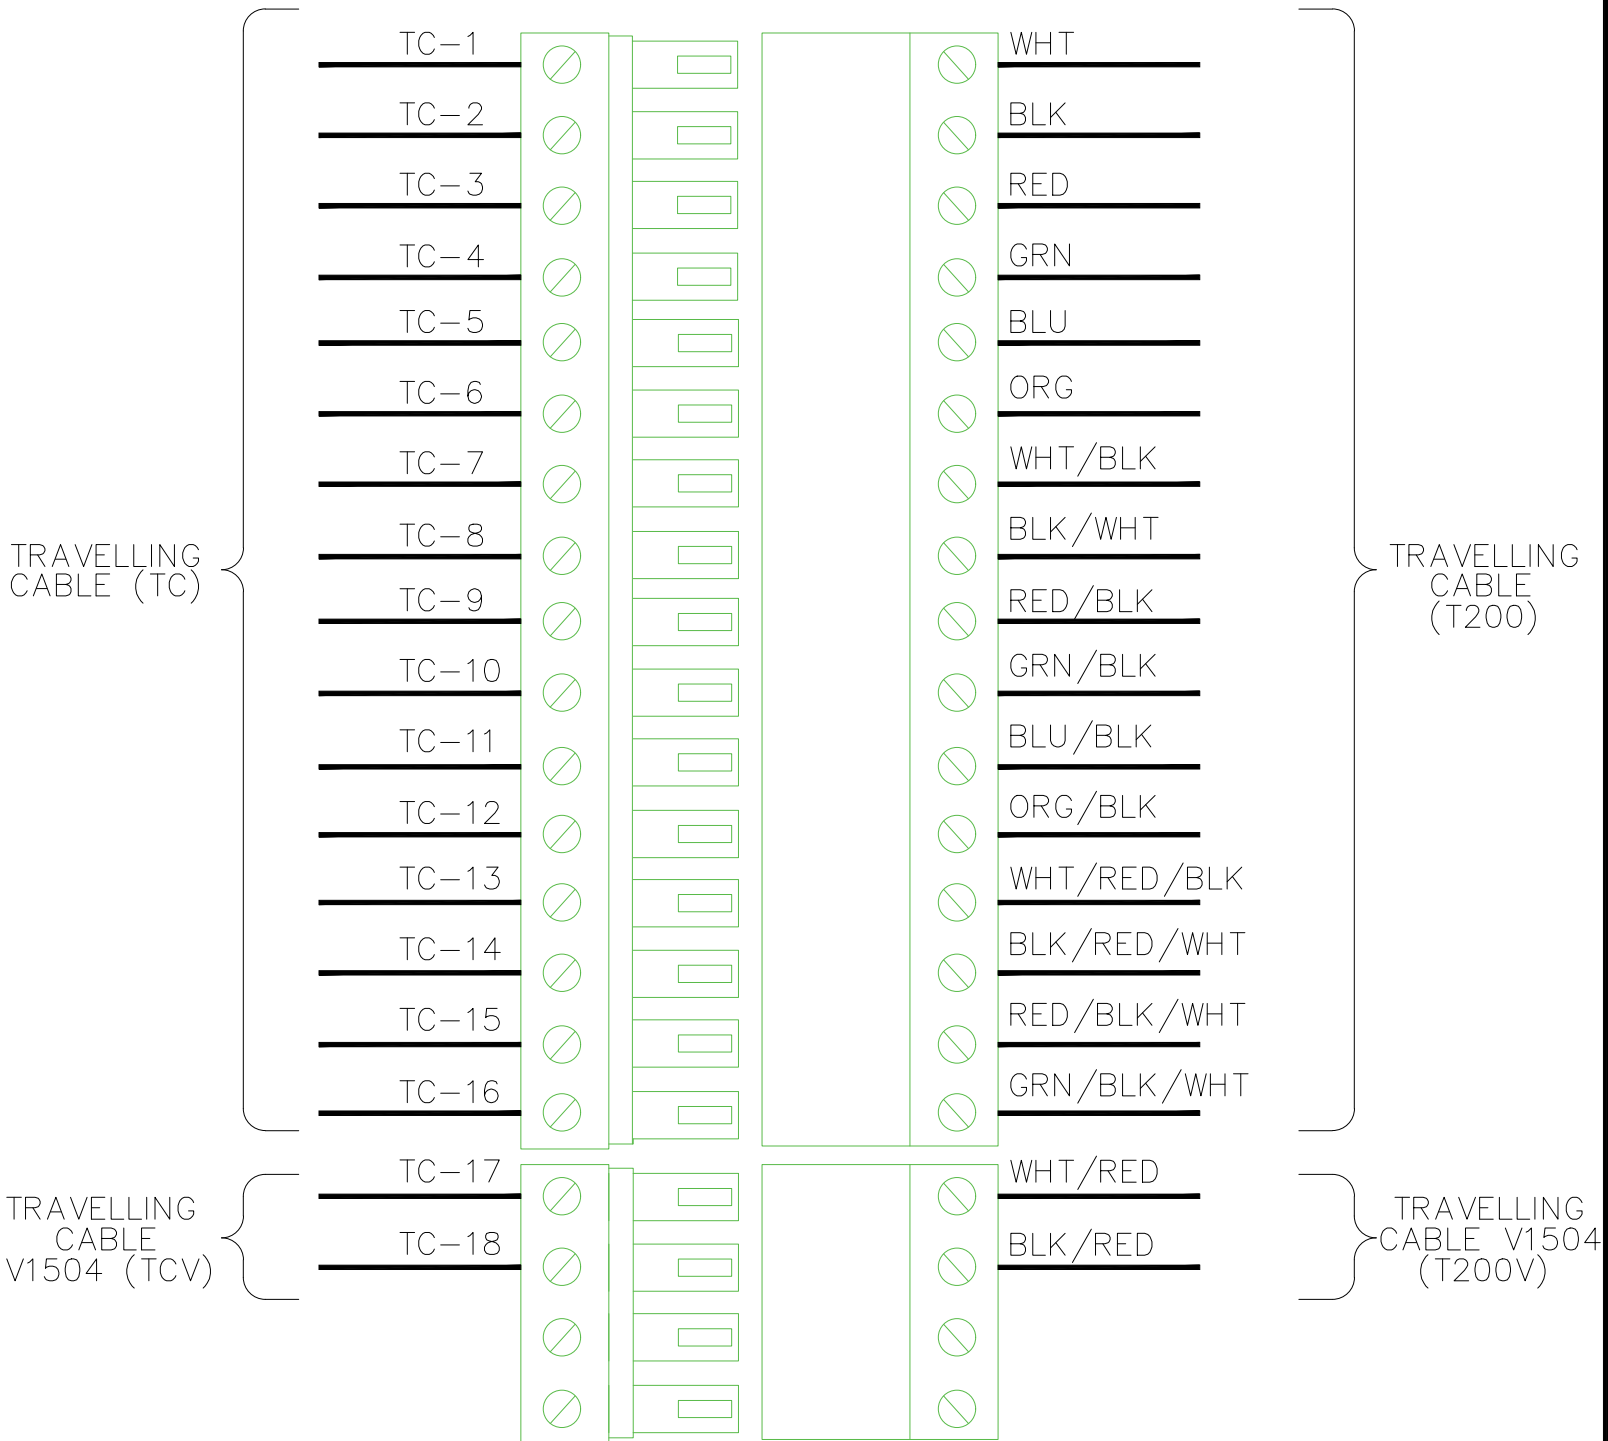 TC-1
WHT
TC-2
BLK
TC-3
RED
TC-4
GRN
TC-5
BLU
TC-6
ORG
TC-7
WHT/BLK
TC-8
BLK/WHT
TRAVELLING
CABLE (TC)
TRAVELLING
CABLE
(T200)
TC-9
RED/BLK
TC-10
GRN/BLK
TC-11
BLU/BLK
TC-12
ORG/BLK
TC-13
WHT/RED/BLK
TC-14
BLK/RED/WHT
TC-15
RED/BLK/WHT
TC-16
GRN/BLK/WHT
TC-17
WHT/RED
TRAVELLING
CABLE
V1504 (TCV)
TRAVELLING
CABLE V1504
(T200V)
TC-18
BLK/RED